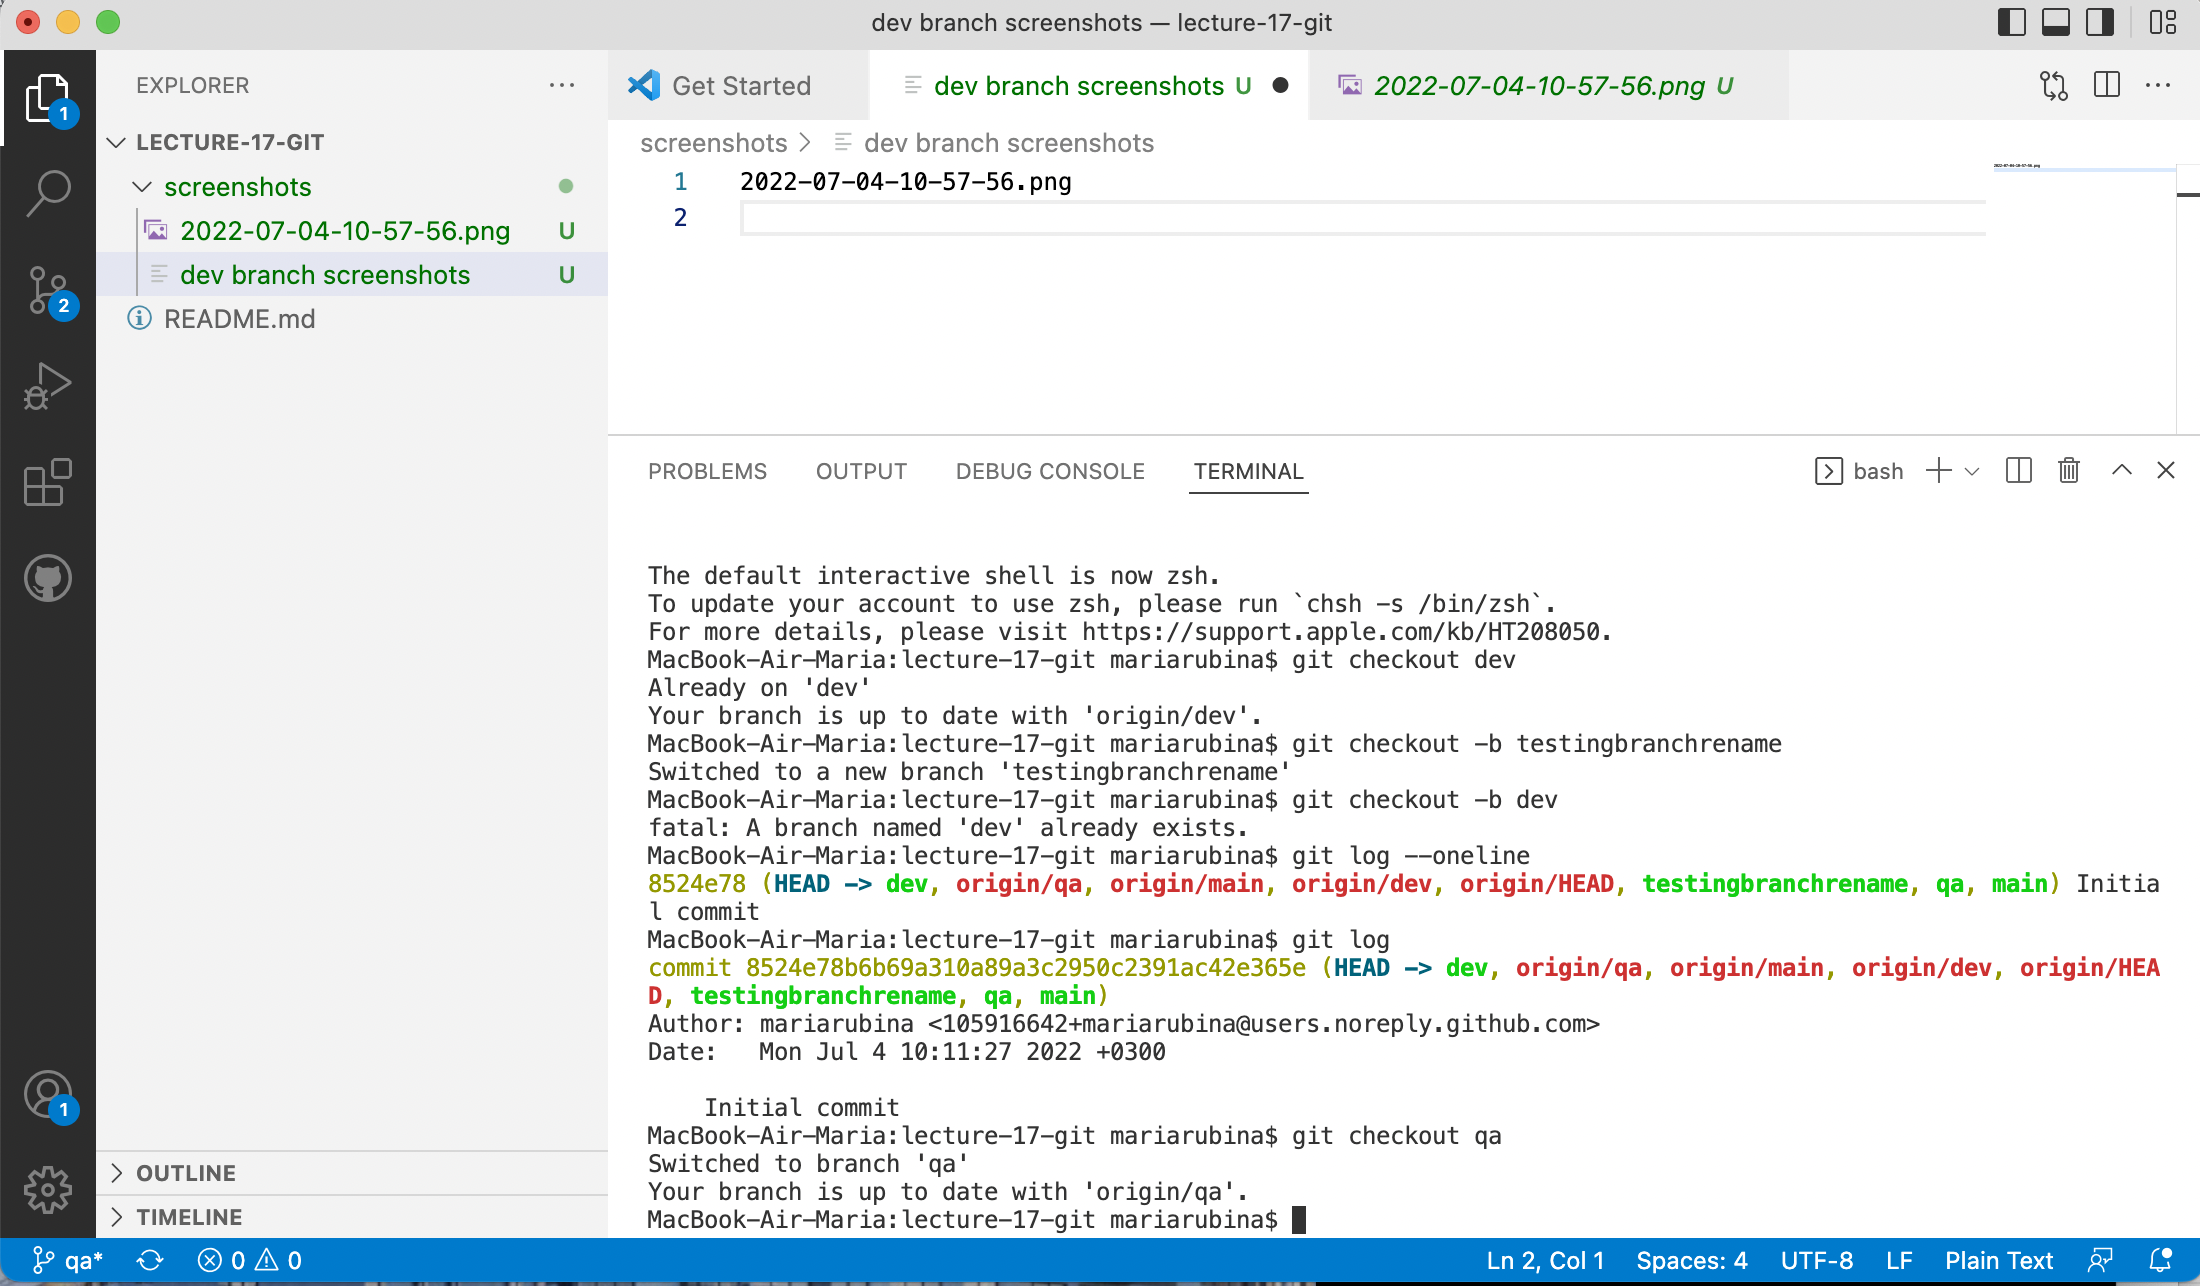 dev branch screenshots — lecture-17-git
EXPLORER
LECTURE-17-GIT
screenshots
2022-07-04-10-57-56.png U
dev branch screenshots U
README.md
OUTLINE
TIMELINE
1
2
1
Get Started
dev branch screenshots U
2022-07-04-10-57-56.png U
screenshots > dev branch screenshots
1 2022-07-04-10-57-56.png
2
2022-07-04-10-57-56.png
PROBLEMS OUTPUT DEBUG CONSOLE TERMINAL
bash
The default interactive shell is now zsh.
To update your account to use zsh, please run `chsh -s /bin/zsh`.
For more details, please visit https://support.apple.com/kb/HT208050.
MacBook-Air-Maria:lecture-17-git mariarubina$ git checkout dev
Already on 'dev'
Your branch is up to date with 'origin/dev'.
MacBook-Air-Maria:lecture-17-git mariarubina$ git checkout -b testingbranchrename
Switched to a new branch 'testingbranchrename'
MacBook-Air-Maria:lecture-17-git mariarubina$ git checkout -b dev
fatal: A branch named 'dev' already exists.
MacBook-Air-Maria:lecture-17-git mariarubina$ git log --oneline
8524e78 (HEAD -> dev, origin/qa, origin/main, origin/dev, origin/HEAD, testingbranchrename, qa, main) Initia
l commit
MacBook-Air-Maria:lecture-17-git mariarubina$ git log
commit 8524e78b6b69a310a89a3c2950c2391ac42e365e (HEAD -> dev, origin/qa, origin/main, origin/dev, origin/HEA
D, testingbranchrename, qa, main)
Author: mariarubina <105916642+mariarubina@users.noreply.github.com>
Date:   Mon Jul 4 10:11:27 2022 +0300
    Initial commit
MacBook-Air-Maria:lecture-17-git mariarubina$ git checkout qa
Switched to branch 'qa'
Your branch is up to date with 'origin/qa'.
MacBook-Air-Maria:lecture-17-git mariarubina$
qa* 0 0 Ln 2, Col 1 Spaces: 4 UTF-8 LF Plain Text